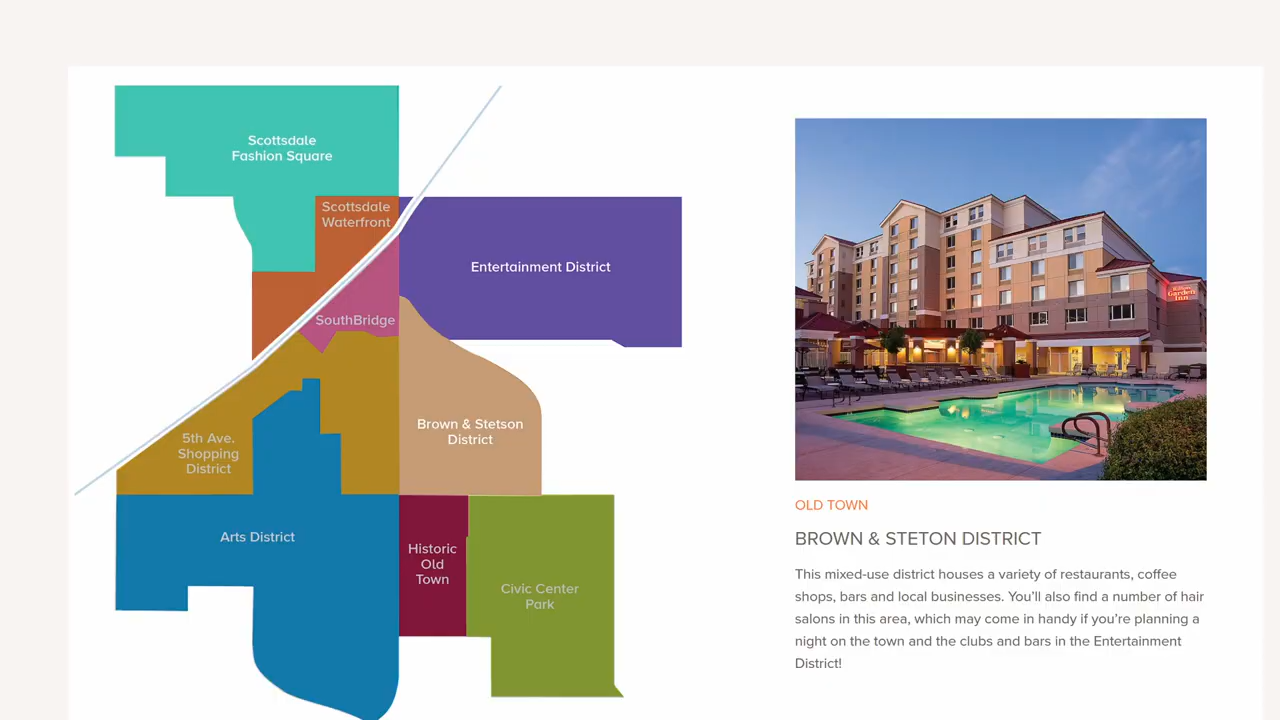 Scottsdale
Fashion Square
Scottsdale
Waterfront
Entertainment District
SouthBridge
Brown & Stetson
District
5th Ave.
Shopping
District
Arts District
Historic
Old
Town
Civic Center
Park
Hilton
Garden
Inn
OLD TOWN
BROWN & STETON DISTRICT
This mixed-use district houses a variety of restaurants, coffee
shops, bars and local businesses. You'll also find a number of hair
salons in this area, which may come in handy if you're planning a
night on the town and the clubs and bars in the Entertainment
District!